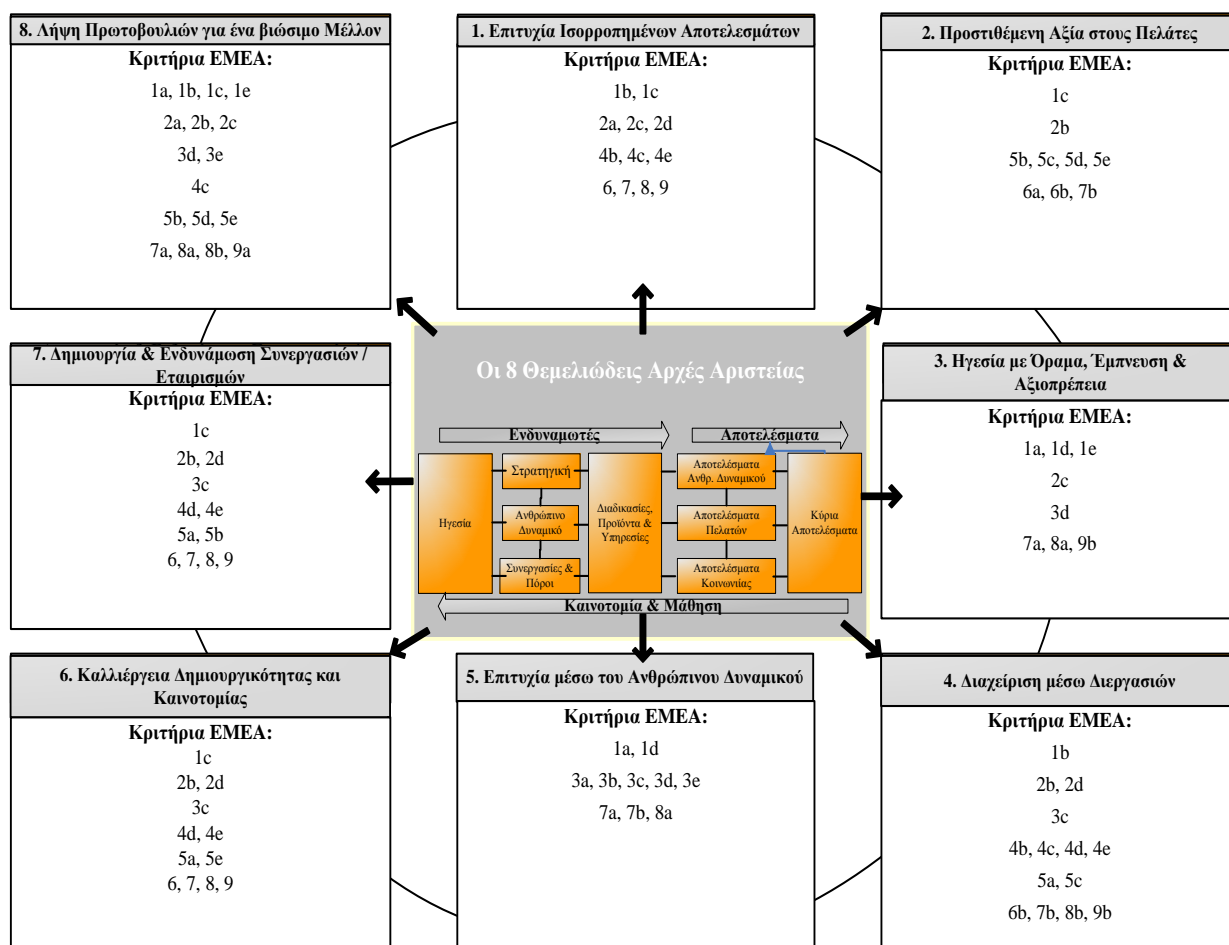 8. Λήψη Πρωτοβουλιών για ένα βιώσιμο Μέλλον
Κριτήρια ΕΜΕΑ:
1a, 1b, 1c, 1e
2a, 2b, 2c
3d, 3e
4c
5b, 5d, 5e
7a, 8a, 8b, 9a
1. Επιτυχία Ισορροπημένων Αποτελεσμάτων
Κριτήρια ΕΜΕΑ:
1b, 1c
2a, 2c, 2d
4b, 4c, 4e
6, 7, 8, 9
2. Προστιθέμενη Αξία στους Πελάτες
Κριτήρια ΕΜΕΑ:
1c
2b
5b, 5c, 5d, 5e
6a, 6b, 7b
7. Δημιουργία & Ενδυνάμωση Συνεργασιών /
Εταιρισμών
Κριτήρια ΕΜΕΑ:
1c
2b, 2d
3c
4d, 4e
5a, 5b
6, 7, 8, 9
Οι 8 Θεμελιώδεις Αρχές Αριστείας
Ενδυναμωτές
Αποτελέσματα
Ηγεσία
Στρατηγική
Ανθρώπινο
Δυναμικό
Συνεργασίες &
Πόροι
Διαδικασίες,
Προϊόντα &
Υπηρεσίες
Αποτελέσματα
Ανθρ. Δυναμικού
Αποτελέσματα
Πελατών
Αποτελέσματα
Κοινωνιίας
Κύρια
Αποτελέσματα
Καινοτομία & Μάθηση
3. Ηγεσία με Όραμα, Έμπνευση &
Αξιοπρέπεια
Κριτήρια ΕΜΕΑ:
1a, 1d, 1e
2c
3d
7a, 8a, 9b
6. Καλλιέργεια Δημιουργικότητας και
Καινοτομίας
Κριτήρια ΕΜΕΑ:
1c
2b, 2d
3c
4d, 4e
5a, 5e
6, 7, 8, 9
5. Επιτυχία μέσω του Ανθρώπινου Δυναμικού
Κριτήρια ΕΜΕΑ:
1a, 1d
3a, 3b, 3c, 3d, 3e
7a, 7b, 8a
4. Διαχείριση μέσω Διεργασιών
Κριτήρια ΕΜΕΑ:
1b
2b, 2d
3c
4b, 4c, 4d, 4e
5a, 5c
6b, 7b, 8b, 9b